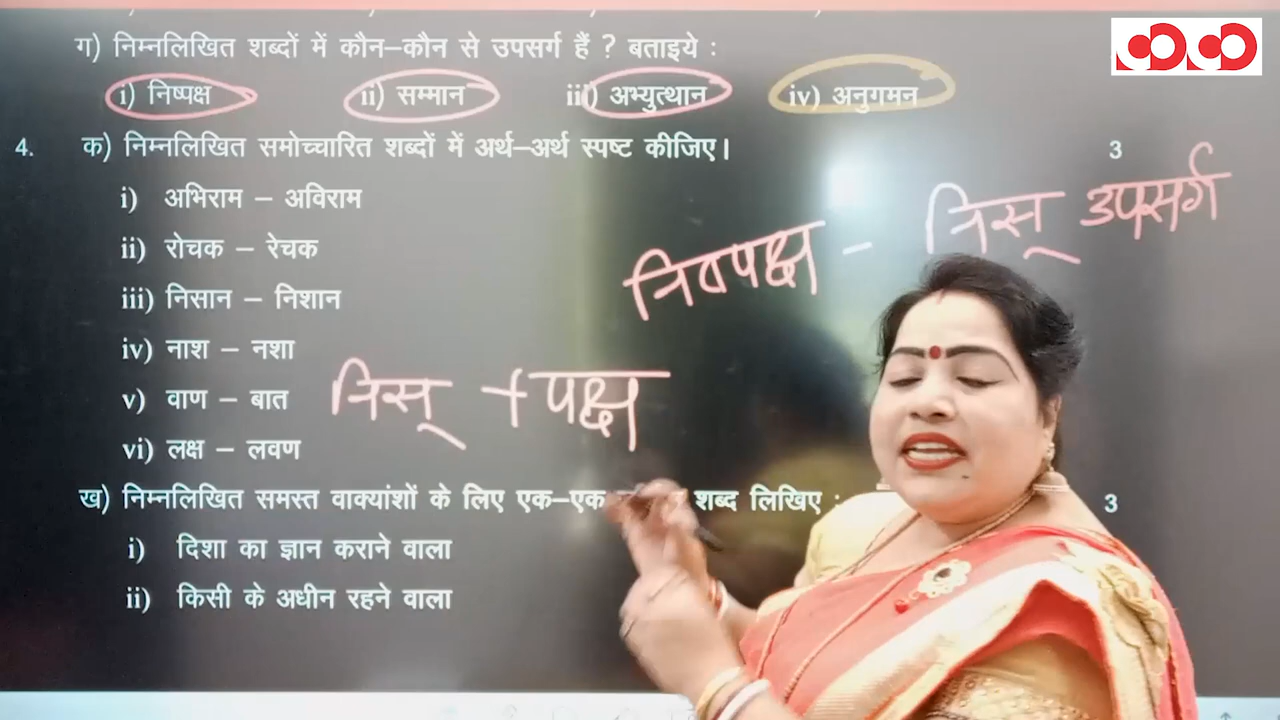 ग) निम्नलिखित शब्दों में कौन–कौन से उपसर्ग हैं ? बताइये :
i) निष्पक्ष ii) सम्मान iii) अभ्युत्थान iv) अनुगमन
4. क) निम्नलिखित समोच्चारित शब्दों में अर्थ–अर्थ स्पष्ट कीजिए। 3
i) अभिराम – अविराम
निष्पक्ष – निस् उपसर्ग
ii) रोचक – रेचक
iii) निसान – निशान
iv) नाश – नशा
v) वाण – बात
निस् + पक्ष
vi) लक्ष – लवण
ख) निम्नलिखित समस्त वाक्यांशों के लिए एक–एक शब्द लिखिए : 3
i) दिशा का ज्ञान कराने वाला
ii) किसी के अधीन रहने वाला